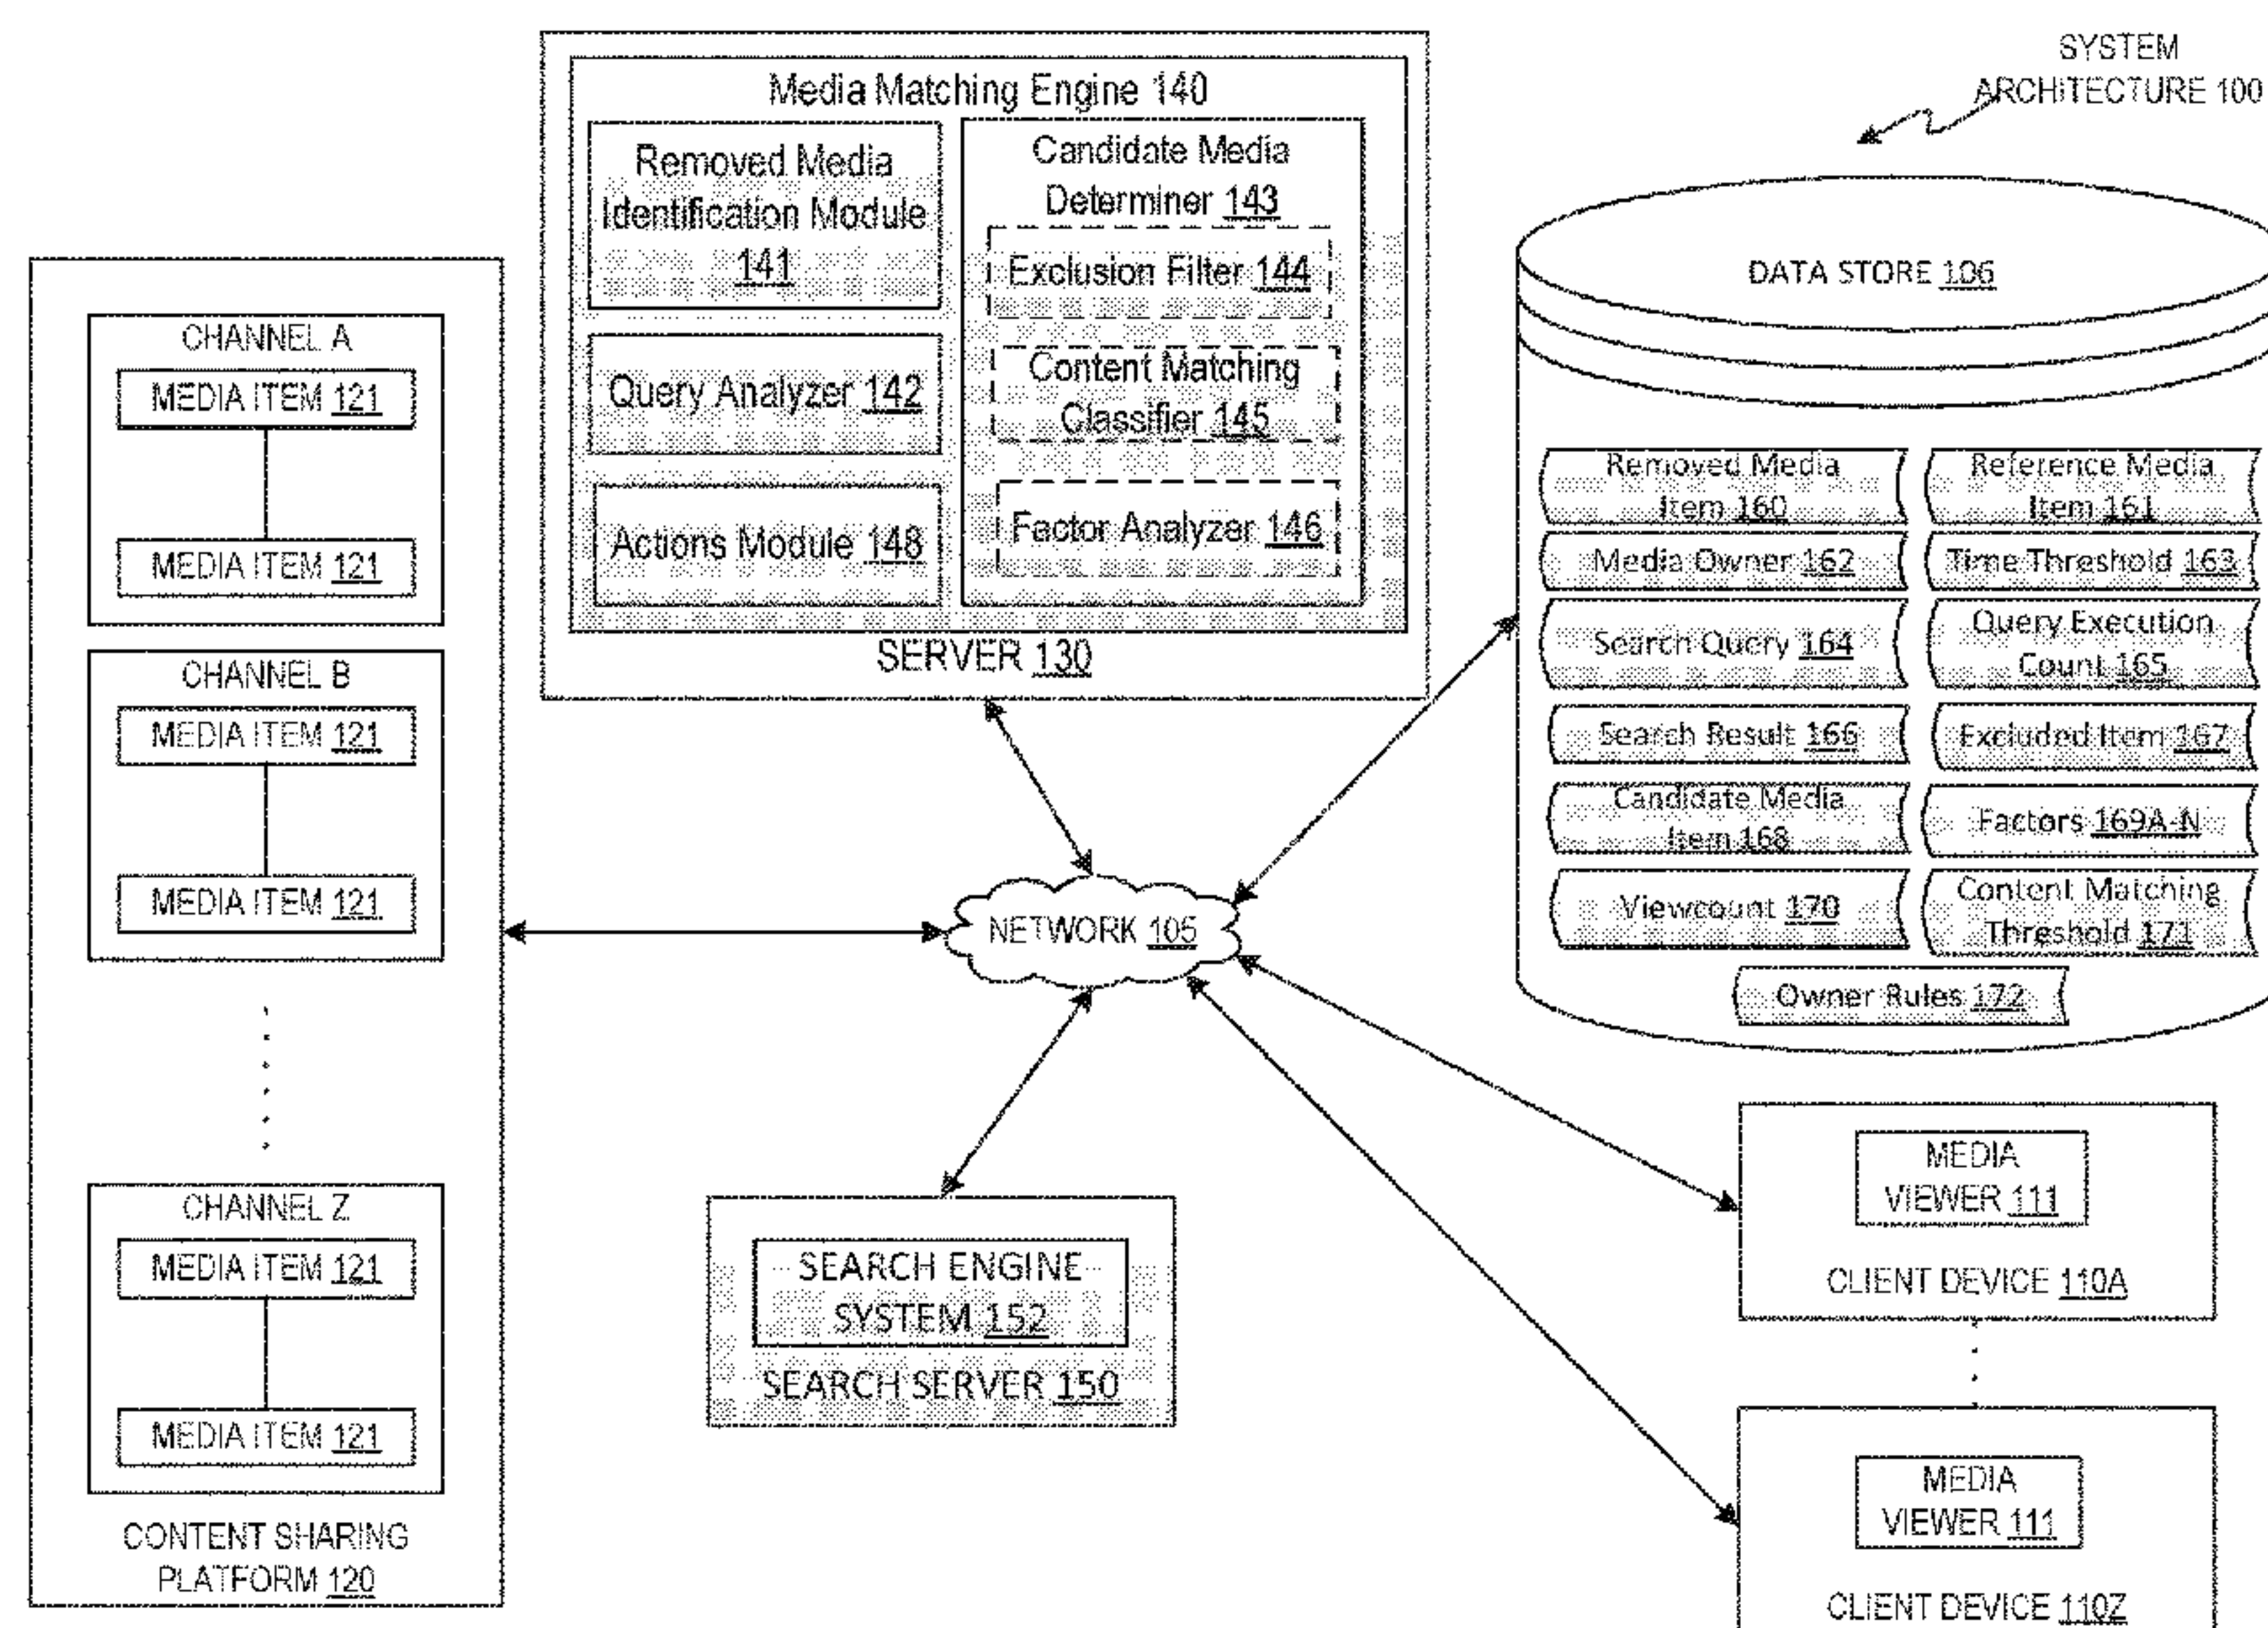 SYSTEM
ARCHITECTURE 100
Media Matching Engine 140
Removed Media
Identification Module
141
Query Analyzer 142
Actions Module 148
Candidate Media
Determiner 143
Exclusion Filter 144
Content Matching
Classifier 145
Factor Analyzer 146
SERVER 130
CHANNEL A
MEDIA ITEM 121
MEDIA ITEM 121
CHANNEL B
MEDIA ITEM 121
MEDIA ITEM 121
CHANNEL Z
MEDIA ITEM 121
MEDIA ITEM 121
CONTENT SHARING
PLATFORM 120
DATA STORE 106
Removed Media
Item 160
Reference Media
Item 161
Media Owner 162
Time Threshold 163
Search Query 164
Query Execution
Count 165
Search Result 166
Excluded Item 167
Candidate Media
Item 168
Factors 169A-N
Viewcount 170
Content Matching
Threshold 171
Owner Rules 172
NETWORK 105
SEARCH ENGINE
SYSTEM 152
SEARCH SERVER 150
MEDIA
VIEWER 111
CLIENT DEVICE 110A
MEDIA
VIEWER 111
CLIENT DEVICE 110Z